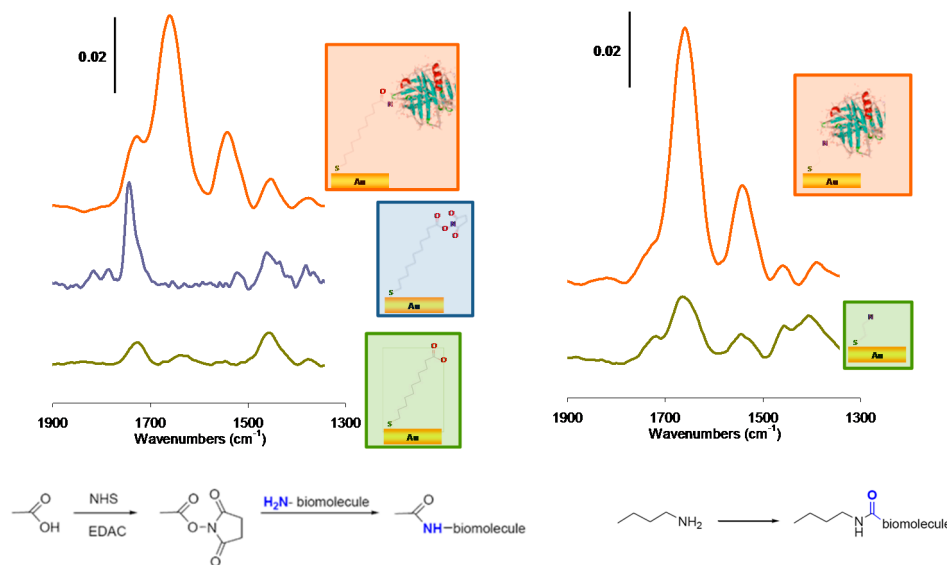 0.02
O
N
S
Au
O
O N
O
O
S
Au
O
O
S
Au
1900 1700 1500 1300
Wavenumbers (cm⁻¹)
0.02
N
S
Au
N
S
Au
1900 1700 1500 1300
Wavenumbers (cm⁻¹)
O
OH
NHS
EDAC
O
O
N
O
O
H₂N- biomolecule
O
NH–biomolecule
NH₂
O
N
H
biomolecule